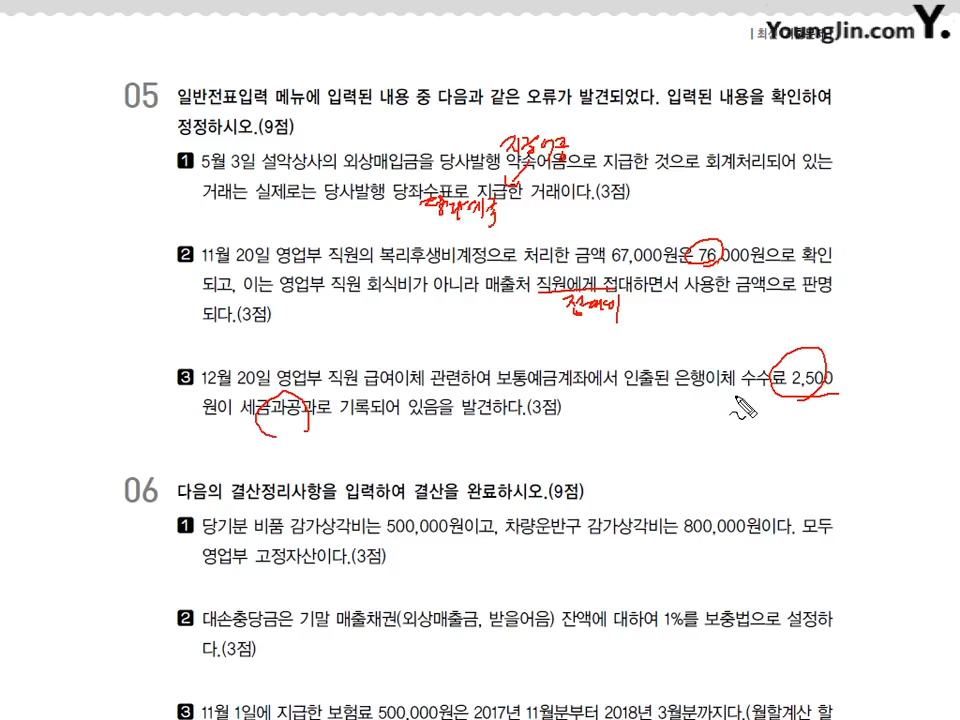 YoungJin.com Y.
05 일반전표입력 메뉴에 입력된 내용 중 다음과 같은 오류가 발견되었다. 입력된 내용을 확인하여
정정하시오.(9점)
지급어음
1 5월 3일 설악상사의 외상매입금을 당사발행 약속어음으로 지급한 것으로 회계처리되어 있는
거래는 실제로는 당사발행 당좌수표로 지급한 거래이다.(3점)
당좌예금
2 11월 20일 영업부 직원의 복리후생비계정으로 처리한 금액 67,000원은 76,000원으로 확인
되고, 이는 영업부 직원 회식비가 아니라 매출처 직원에게 접대하면서 사용한 금액으로 판명
접대비
되다.(3점)
3 12월 20일 영업부 직원 급여이체 관련하여 보통예금계좌에서 인출된 은행이체 수수료 2,500
원이 세금과공과로 기록되어 있음을 발견하다.(3점)
06 다음의 결산정리사항을 입력하여 결산을 완료하시오.(9점)
1 당기분 비품 감가상각비는 500,000원이고, 차량운반구 감가상각비는 800,000원이다. 모두
영업부 고정자산이다.(3점)
2 대손충당금은 기말 매출채권(외상매출금, 받을어음) 잔액에 대하여 1%를 보충법으로 설정하
다.(3점)
3 11월 1일에 지급한 보험료 500,000원은 2017년 11월분부터 2018년 3월분까지다.(월할계산 할